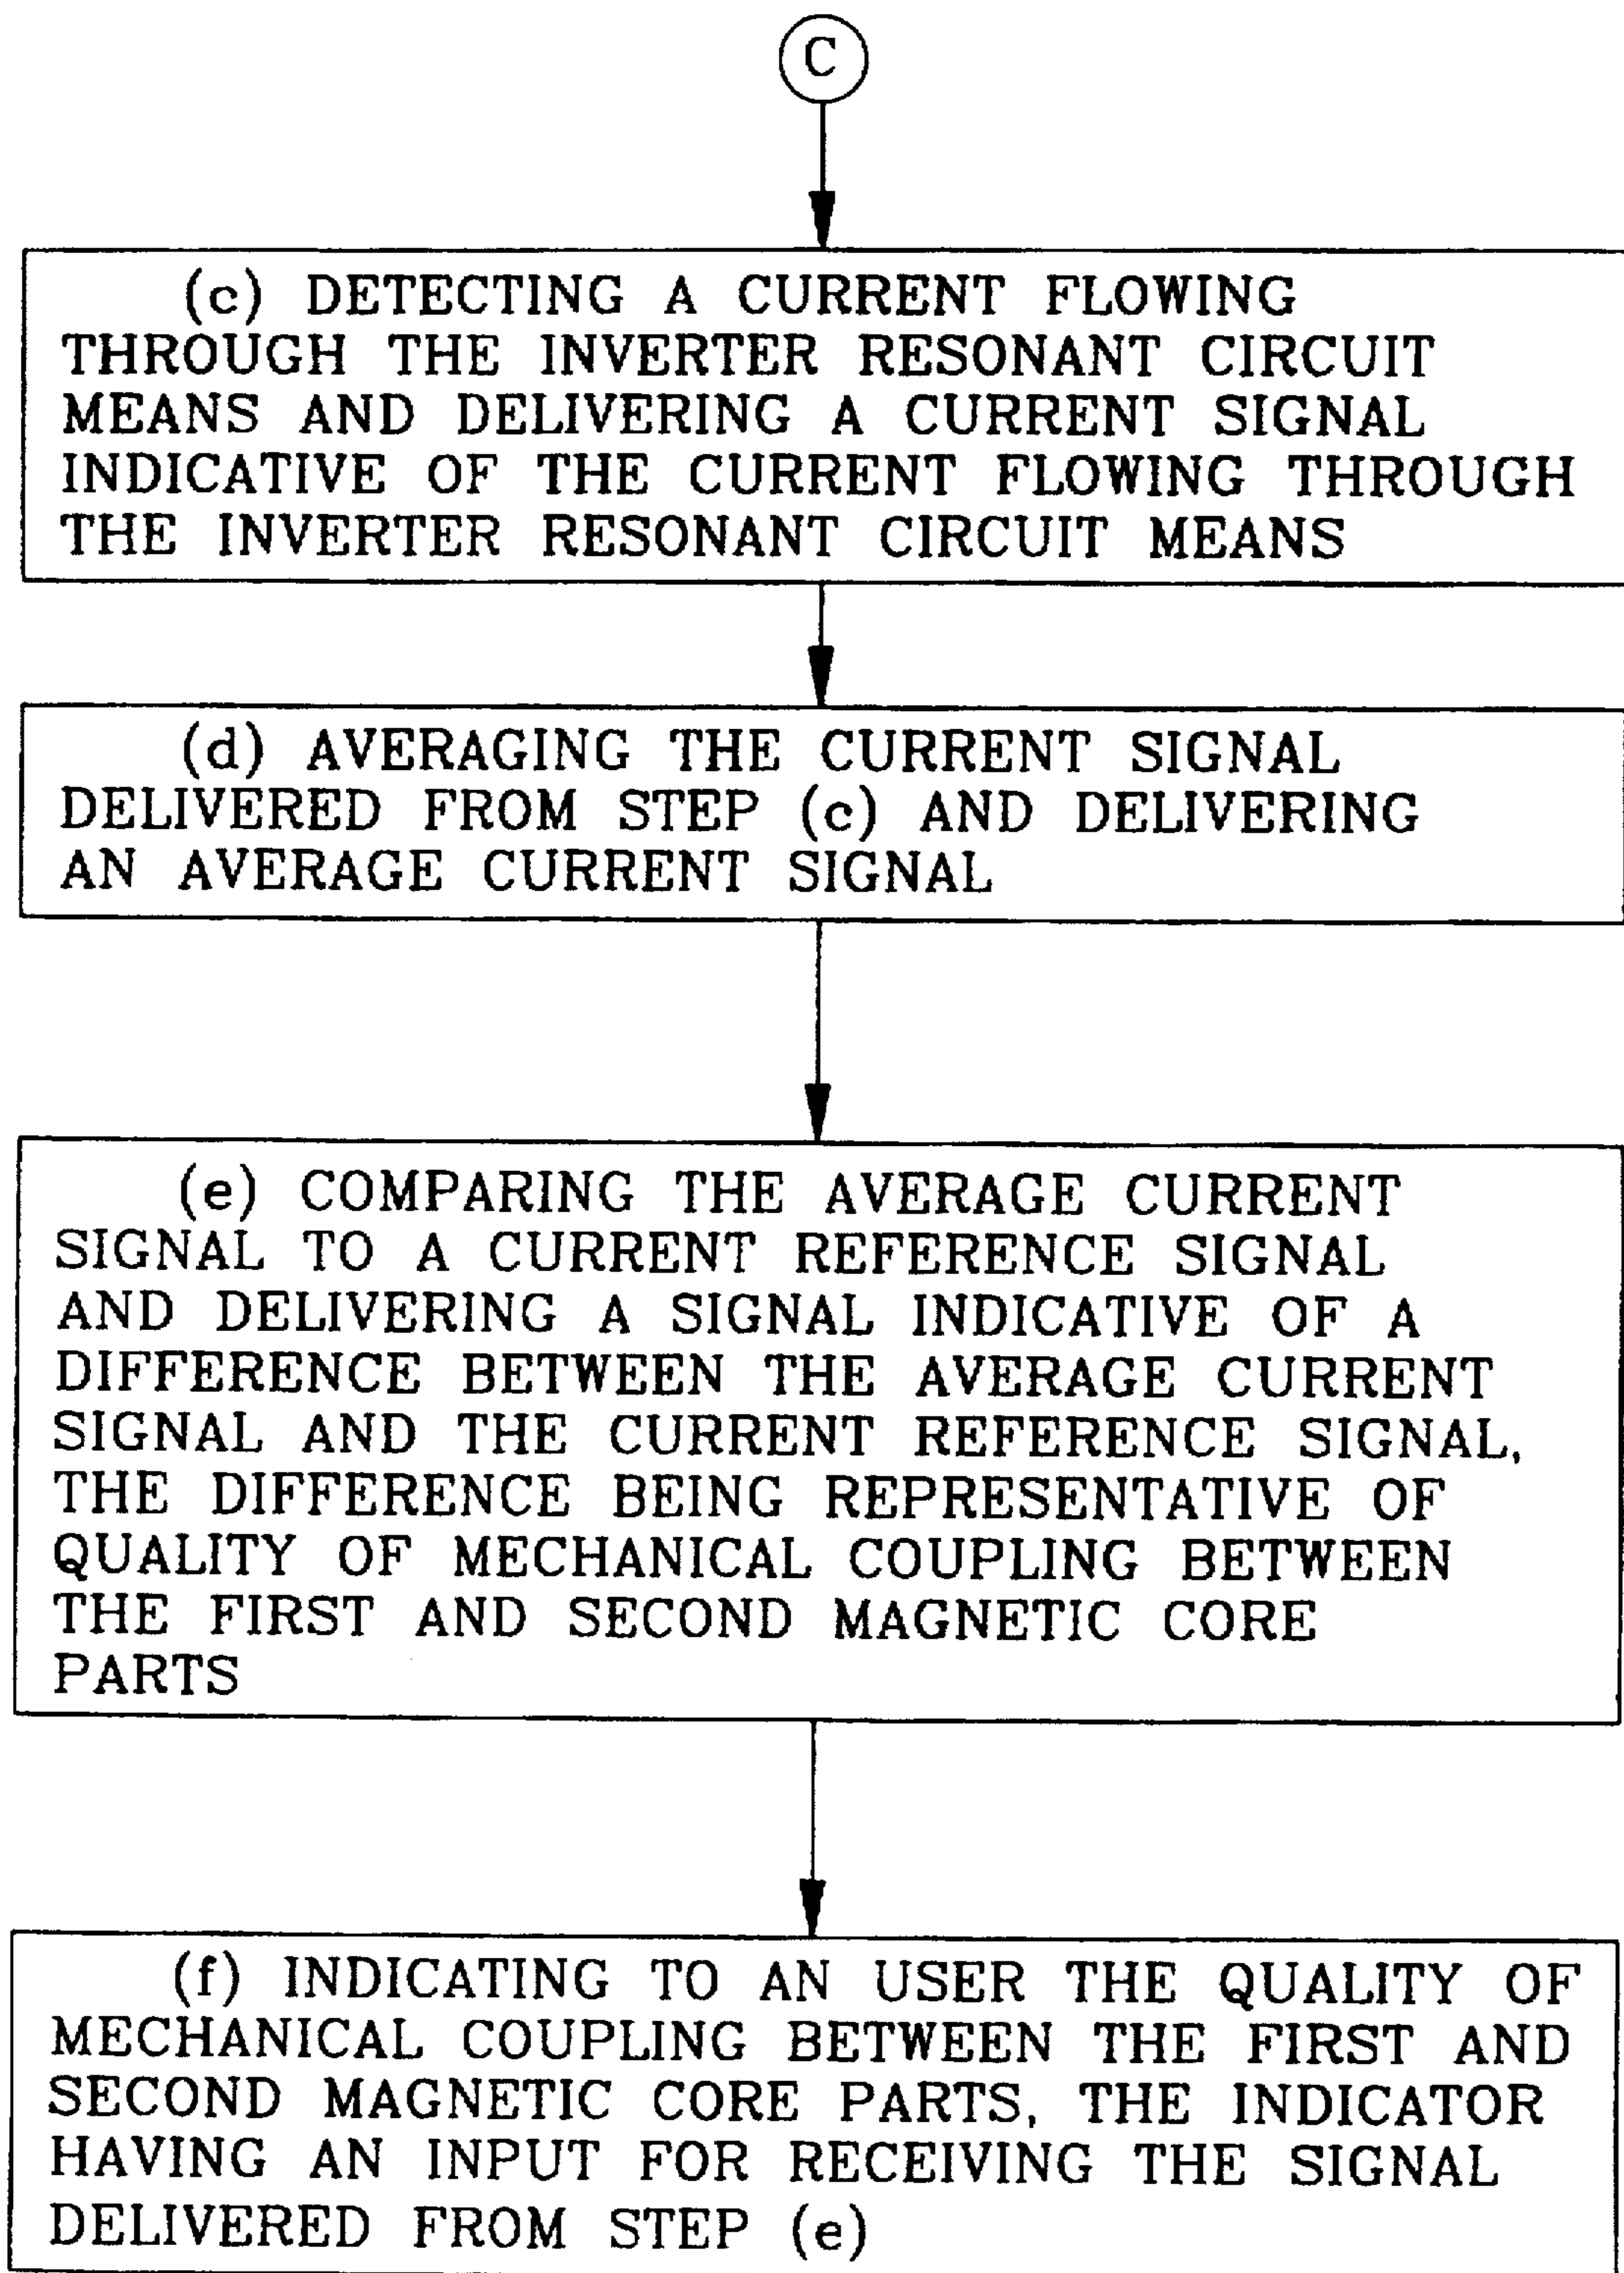 C
(c) DETECTING A CURRENT FLOWING
THROUGH THE INVERTER RESONANT CIRCUIT
MEANS AND DELIVERING A CURRENT SIGNAL
INDICATIVE OF THE CURRENT FLOWING THROUGH
THE INVERTER RESONANT CIRCUIT MEANS
(d) AVERAGING THE CURRENT SIGNAL
DELIVERED FROM STEP (c) AND DELIVERING
AN AVERAGE CURRENT SIGNAL
(e) COMPARING THE AVERAGE CURRENT
SIGNAL TO A CURRENT REFERENCE SIGNAL
AND DELIVERING A SIGNAL INDICATIVE OF A
DIFFERENCE BETWEEN THE AVERAGE CURRENT
SIGNAL AND THE CURRENT REFERENCE SIGNAL,
THE DIFFERENCE BEING REPRESENTATIVE OF
QUALITY OF MECHANICAL COUPLING BETWEEN
THE FIRST AND SECOND MAGNETIC CORE
PARTS
(f) INDICATING TO AN USER THE QUALITY OF
MECHANICAL COUPLING BETWEEN THE FIRST AND
SECOND MAGNETIC CORE PARTS, THE INDICATOR
HAVING AN INPUT FOR RECEIVING THE SIGNAL
DELIVERED FROM STEP (e)